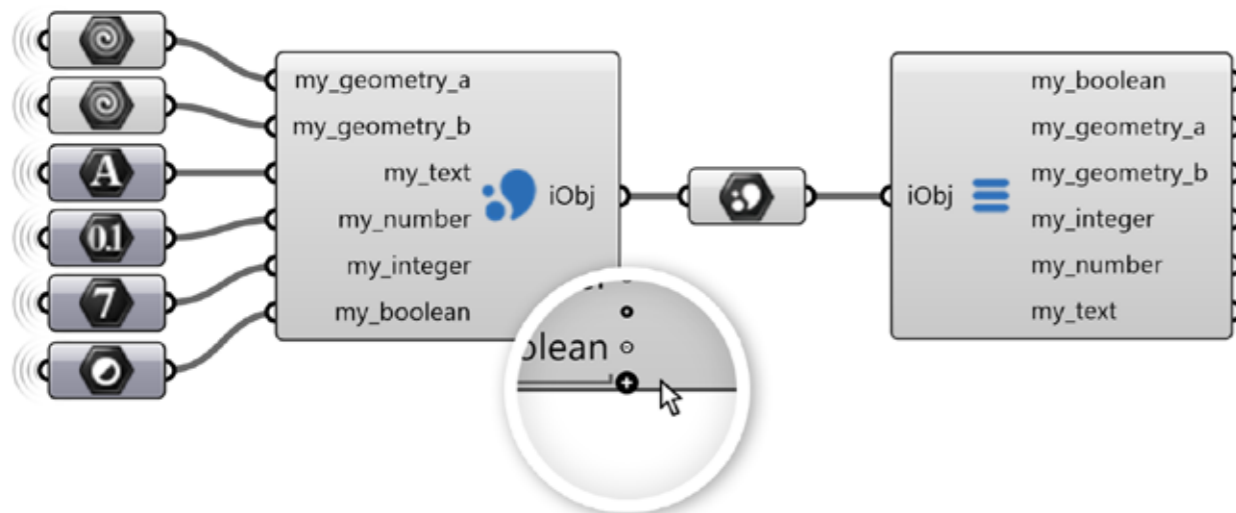 my_geometry_a
my_geometry_b
A
my_text
0.1
my_number
7
my_integer
my_boolean
iObj
olean
iObj
my_boolean
my_geometry_a
my_geometry_b
my_integer
my_number
my_text